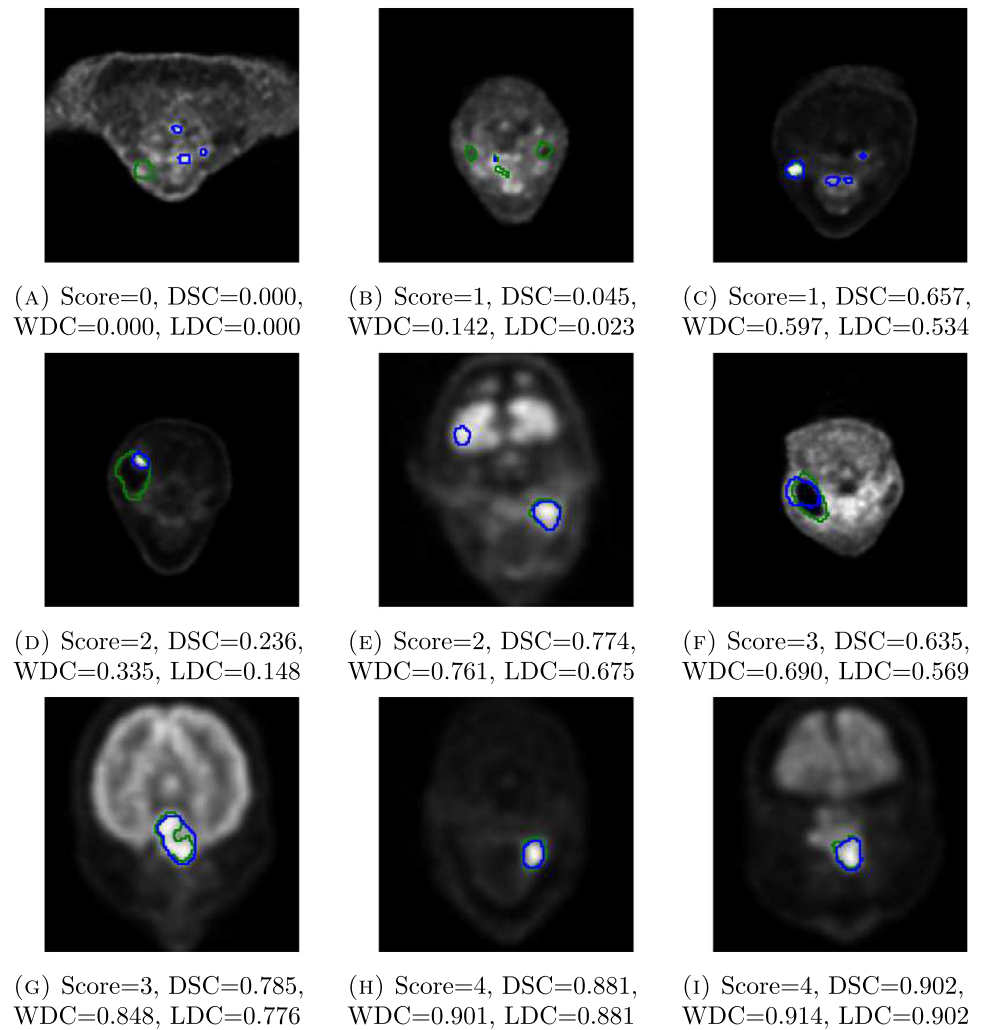 (A) Score=0, DSC=0.000,
WDC=0.000, LDC=0.000
(B) Score=1, DSC=0.045,
WDC=0.142, LDC=0.023
(C) Score=1, DSC=0.657,
WDC=0.597, LDC=0.534
(D) Score=2, DSC=0.236,
WDC=0.335, LDC=0.148
(E) Score=2, DSC=0.774,
WDC=0.761, LDC=0.675
(F) Score=3, DSC=0.635,
WDC=0.690, LDC=0.569
(G) Score=3, DSC=0.785,
WDC=0.848, LDC=0.776
(H) Score=4, DSC=0.881,
WDC=0.901, LDC=0.881
(I) Score=4, DSC=0.902,
WDC=0.914, LDC=0.902